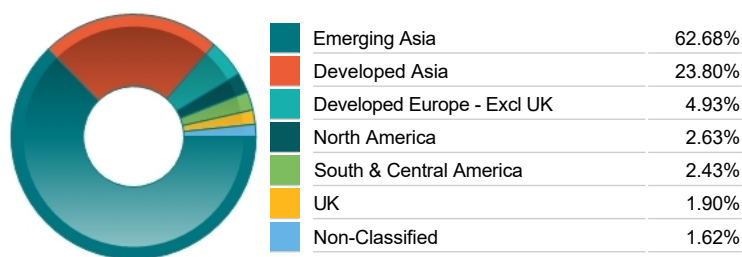 Emerging Asia 62.68%
Developed Asia 23.80%
Developed Europe - Excl UK 4.93%
North America 2.63%
South & Central America 2.43%
UK 1.90%
Non-Classified 1.62%